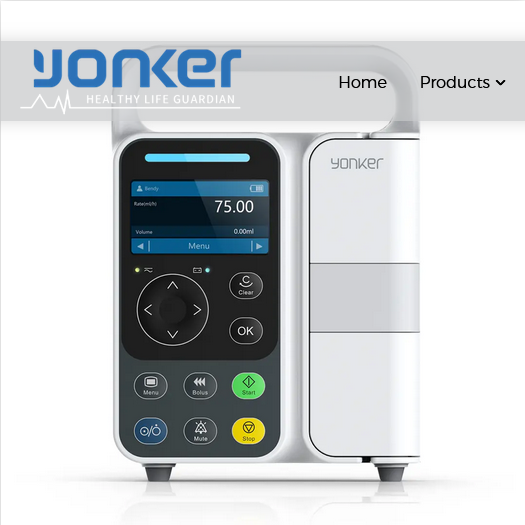 yonker
HEALTHY LIFE GUARDIAN
Home
Products
yonker
Bendy
Rate(ml/h)
75.00
Volume
0.00ml
Menu
Clear
OK
Menu
Bolus
Start
Mute
Stop